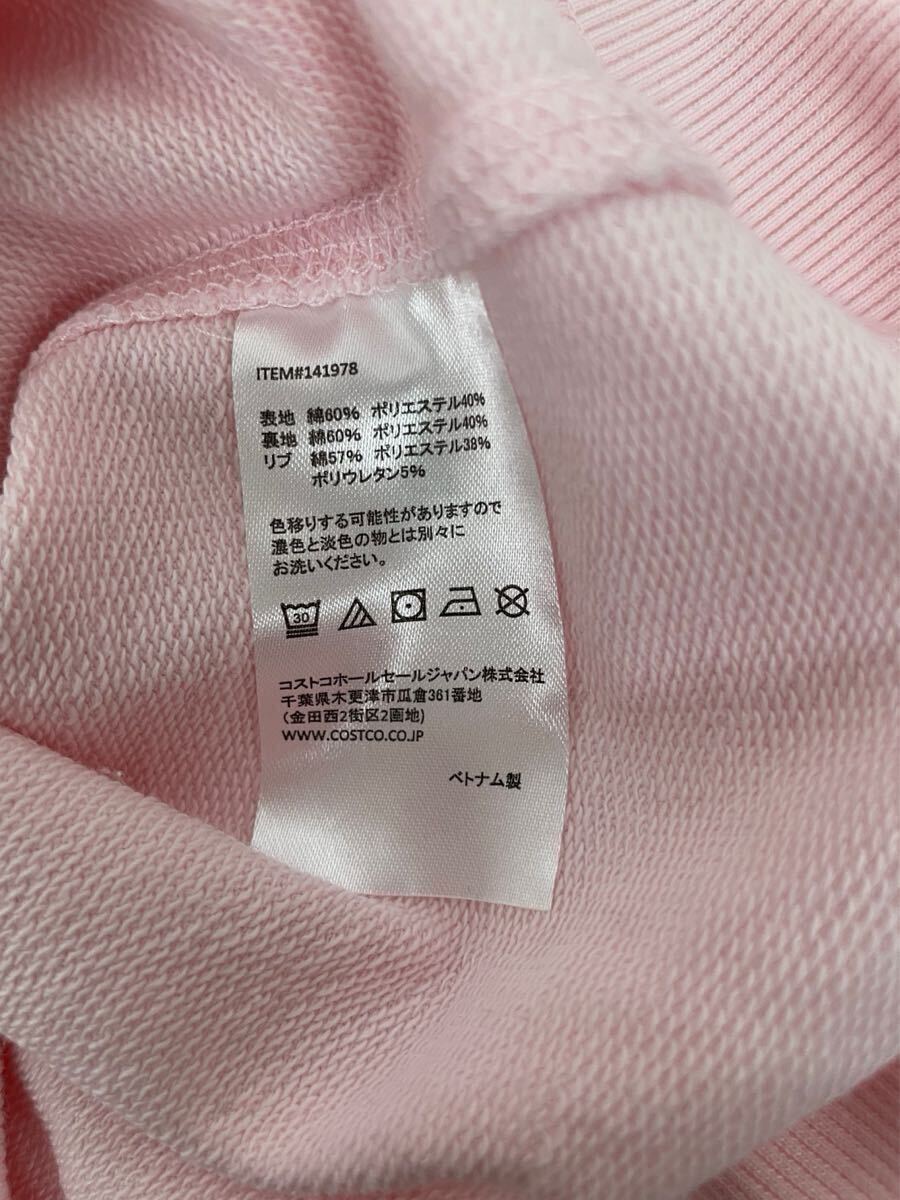 ITEM#141978
表地 綿60% ポリエステル40%
裏地 綿60% ポリエステル40%
リブ 綿57% ポリエステル38%
ポリウレタン5%
色移りする可能性がありますので
濃色と淡色の物とは別々に
お洗いください。
30
コストコホールセールジャパン株式会社
千葉県木更津市瓜倉361番地
(金田西2街区2画地)
WWW.COSTCO.CO.JP
ベトナム製